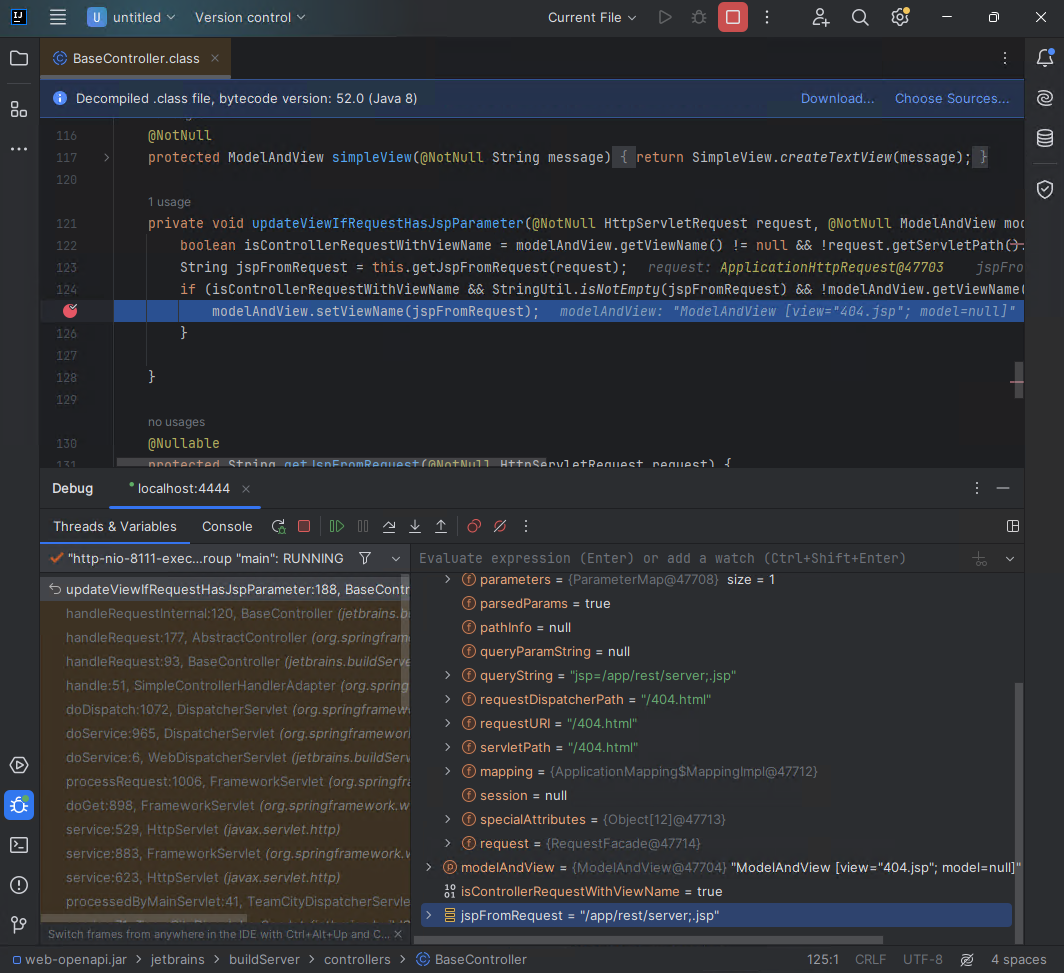 U untitled Version control Current File
BaseController.class
Decompiled .class file, bytecode version: 52.0 (Java 8) Download... Choose Sources...
116 @NotNull
117 protected ModelAndView simpleView(@NotNull String message) { return SimpleView.createTextView(message); }
120
1 usage
121 private void updateViewIfRequestHasJspParameter(@NotNull HttpServletRequest request, @NotNull ModelAndView mod
122 boolean isControllerRequestWithViewName = modelAndView.getViewName() != null && !request.getServletPath().
123 String jspFromRequest = this.getJspFromRequest(request); request: ApplicationHttpRequest@47703 jspFro
124 if (isControllerRequestWithViewName && StringUtil.isNotEmpty(jspFromRequest) && !modelAndView.getViewName(
modelAndView.setViewName(jspFromRequest); modelAndView: "ModelAndView [view="404.jsp"; model=null]"
126 }
127
128 }
129
no usages
130 @Nullable
131 protected String getJspFromRequest(@NotNull HttpServletRequest request) {
Debug localhost:4444
Threads & Variables Console
"http-nio-8111-exec...roup "main": RUNNING Evaluate expression (Enter) or add a watch (Ctrl+Shift+Enter)
updateViewIfRequestHasJspParameter:188, BaseContr
handleRequestInternal:120, BaseController (jetbrains.b
handleRequest:177, AbstractController (org.springfram
handleRequest:93, BaseController (jetbrains.buildServe
handle:51, SimpleControllerHandlerAdapter (org.spring
doDispatch:1072, DispatcherServlet (org.springframew
doService:965, DispatcherServlet (org.springframewor
doService:6, WebDispatcherServlet (jetbrains.buildServ
processRequest:1006, FrameworkServlet (org.springfra
doGet:898, FrameworkServlet (org.springframework.w
service:529, HttpServlet (javax.servlet.http)
service:883, FrameworkServlet (org.springframework.w
service:623, HttpServlet (javax.servlet.http)
processedByMainServlet:41, TeamCityDispatcherServle
Switch frames from anywhere in the IDE with Ctrl+Alt+Up and C...
parameters = {ParameterMap@47708} size = 1
parsedParams = true
pathInfo = null
queryParamString = null
queryString = "jsp=/app/rest/server;.jsp"
requestDispatcherPath = "/404.html"
requestURI = "/404.html"
servletPath = "/404.html"
mapping = {ApplicationMapping$MappingImpl@47712}
session = null
specialAttributes = {Object[12]@47713}
request = {RequestFacade@47714}
modelAndView = {ModelAndView@47704} "ModelAndView [view="404.jsp"; model=null]"
isControllerRequestWithViewName = true
jspFromRequest = "/app/rest/server;.jsp"
web-openapi.jar > jetbrains > buildServer > controllers > BaseController 125:1 CRLF UTF-8 4 spaces